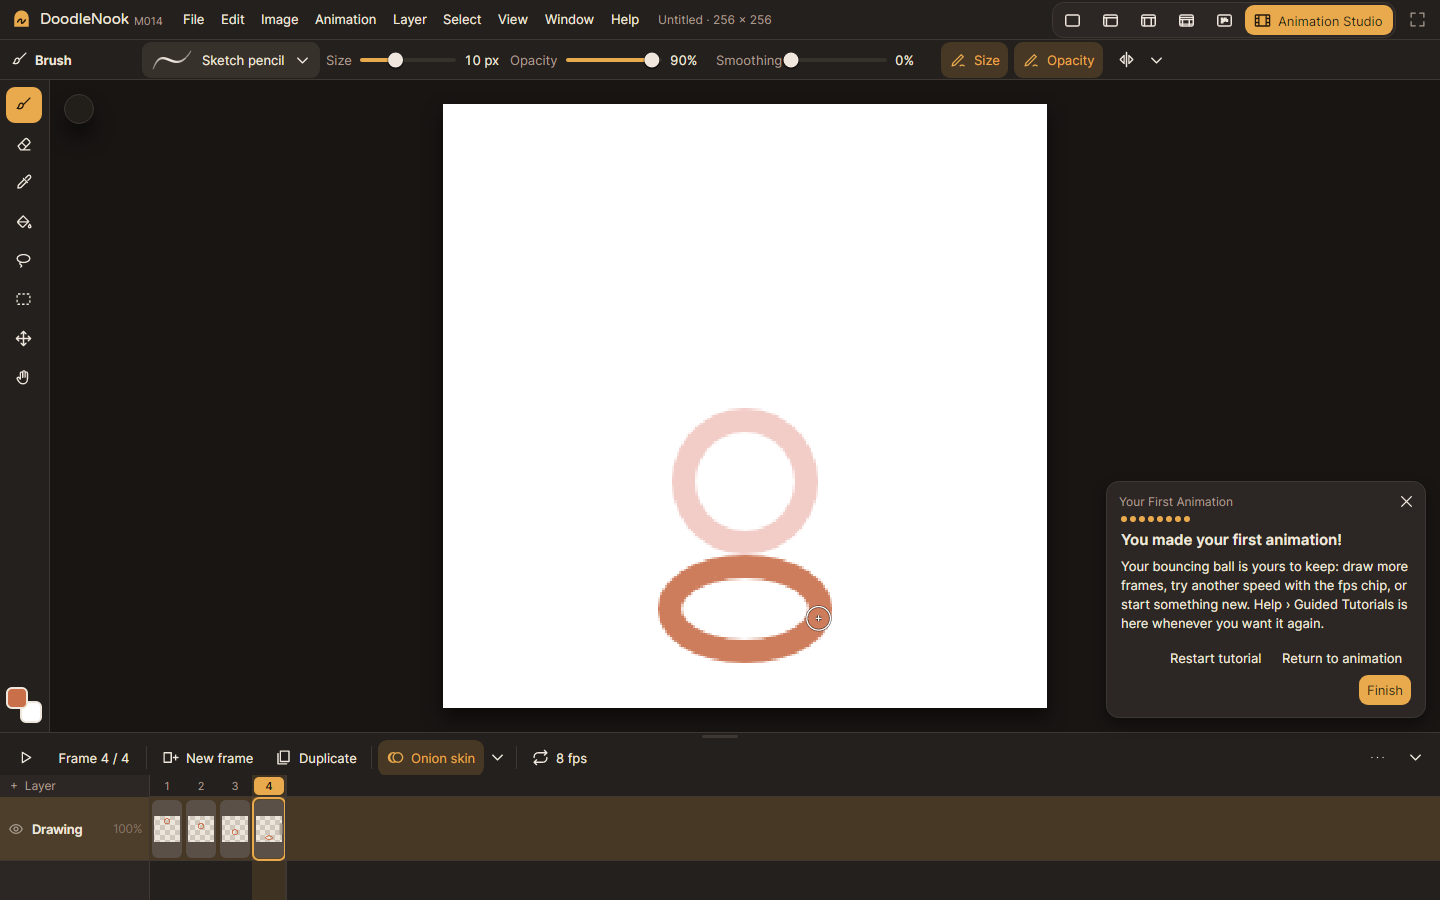 DoodleNook M014 File Edit Image Animation Layer Select View Window Help Untitled · 256 × 256 Animation Studio
Brush Sketch pencil Size 10 px Opacity 90% Smoothing 0% Size Opacity
Your First Animation
You made your first animation!
Your bouncing ball is yours to keep: draw more
frames, try another speed with the fps chip, or
start something new. Help › Guided Tutorials is
here whenever you want it again.
Restart tutorial Return to animation
Finish
Frame 4 / 4 New frame Duplicate Onion skin 8 fps
+ Layer 1 2 3 4
Drawing 100%